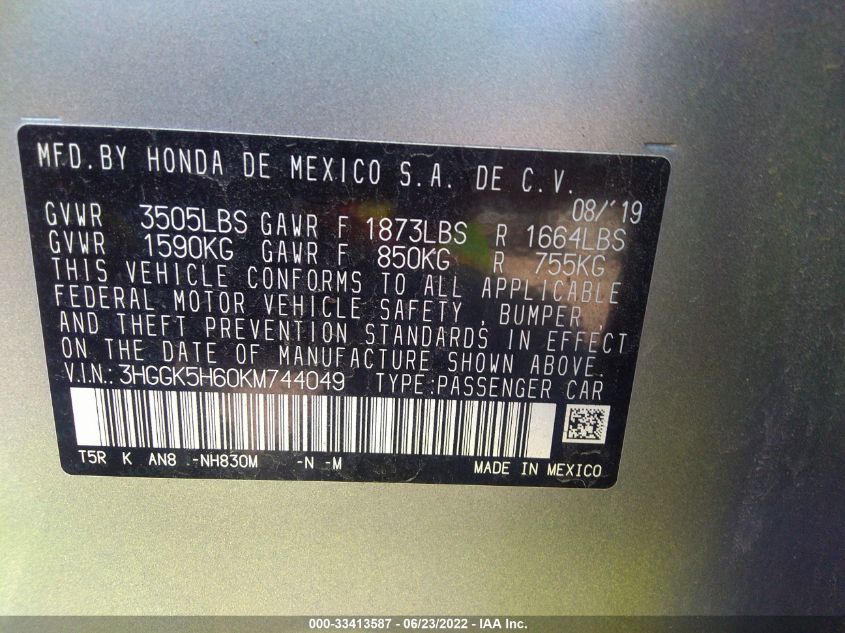 MFD.BY HONDA DE MEXICO S.A. DE C.V.
08/'19
GVWR 3505LBS GAWR F 1873LBS R 1664LBS
GVWR 1590KG GAWR F 850KG R 755KG
THIS VEHICLE CONFORMS TO ALL APPLICABLE
FEDERAL MOTOR VEHICLE SAFETY, BUMPER,
AND THEFT PREVENTION STANDARDS IN EFFECT
ON THE DATE OF MANUFACTURE SHOWN ABOVE.
V.I.N.: 3HGGK5H60KM744049 TYPE:PASSENGER CAR
T5R K AN8 -NH830M -N -M MADE IN MEXICO
000-33413587 - 06/23/2022 - IAA Inc.